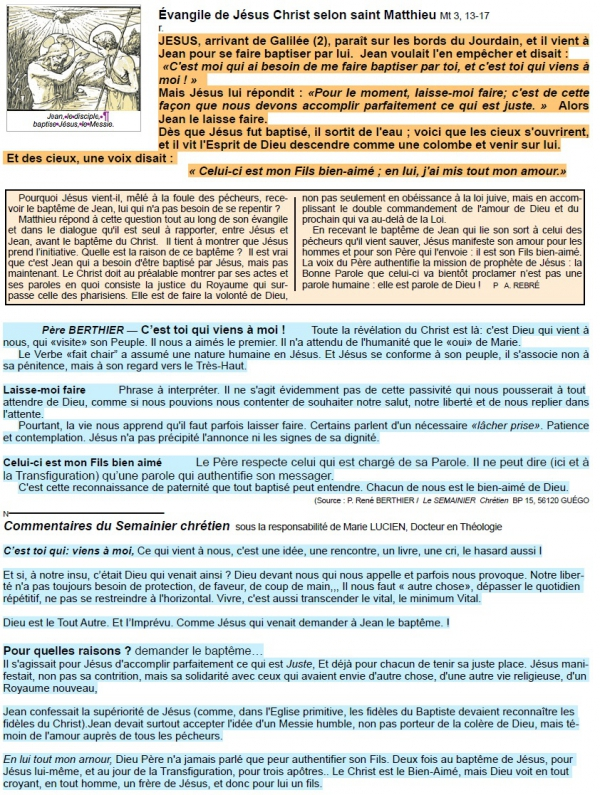 Évangile de Jésus Christ selon saint Matthieu Mt 3, 13-17
r.
JESUS, arrivant de Galilée (2), paraît sur les bords du Jourdain, et il vient à
Jean pour se faire baptiser par lui. Jean voulait l'en empêcher et disait :
«C'est moi qui ai besoin de me faire baptiser par toi, et c'est toi qui viens à
moi ! »
Mais Jésus lui répondit : «Pour le moment, laisse-moi faire; c'est de cette
façon que nous devons accomplir parfaitement ce qui est juste. » Alors
Jean le laisse faire.
Dès que Jésus fut baptisé, il sortit de l'eau ; voici que les cieux s'ouvrirent,
et il vit l'Esprit de Dieu descendre comme une colombe et venir sur lui.
Et des cieux, une voix disait :
« Celui-ci est mon Fils bien-aimé ; en lui, j'ai mis tout mon amour.»
Jean,•le•disciple,•¶
baptise•Jésus,•le•Messie.
Pourquoi Jésus vient-il, mêlé à la foule des pécheurs, rece-
voir le baptême de Jean, lui qui n'a pas besoin de se repentir ?
Matthieu répond à cette question tout au long de son évangile
et dans le dialogue qu'il est seul à rapporter, entre Jésus
et Jean, avant le baptême du Christ. Il tient à montrer que Jésus
prend l'initiative. Quelle est la raison de ce baptême ? Il est vrai
que c'est Jean qui a besoin d'être baptisé par Jésus, mais pas
maintenant. Le Christ doit au préalable montrer par ses actes et
ses paroles en quoi consiste la justice du Royaume qui sur-
passe celle des pharisiens. Elle est de faire la volonté de Dieu,
non pas seulement en obéissance à la loi juive, mais en accom-
plissant le double commandement de l'amour de Dieu et du
prochain qui va au-delà de la Loi.
En recevant le baptême de Jean qui lie son sort à celui des
pécheurs qu'il vient sauver, Jésus manifeste son amour pour les
hommes et pour son Père qui l'envoie : il est son Fils bien-aimé.
La voix du Père authentifie la mission de prophète de Jésus : la
Bonne Parole que celui-ci va bientôt proclamer n'est pas une
parole humaine : elle est parole de Dieu ! P A. REBRÉ
Père BERTHIER — C'est toi qui viens à moi ! Toute la révélation du Christ est là: c'est Dieu qui vient à
nous, qui «visite» son Peuple. Il nous a aimés le premier. Il n'a attendu de l'humanité que le «oui» de Marie.
Le Verbe «fait chair" a assumé une nature humaine en Jésus. Et Jésus se conforme à son peuple, il s'associe non à
sa pénitence, mais à son regard vers le Très-Haut.
Laisse-moi faire Phrase à interpréter. Il ne s'agit évidemment pas de cette passivité qui nous pousserait à tout
attendre de Dieu, comme si nous pouvions nous contenter de souhaiter notre salut, notre liberté et de nous replier dans
l'attente.
Pourtant, la vie nous apprend qu'il faut parfois laisser faire. Certains parlent d'un nécessaire «lâcher prise». Patience
et contemplation. Jésus n'a pas précipité l'annonce ni les signes de sa dignité.
Celui-ci est mon Fils bien aimé Le Père respecte celui qui est chargé de sa Parole. Il ne peut dire (ici et à
la Transfiguration) qu'une parole qui authentifie son messager.
C'est cette reconnaissance de paternité que tout baptisé peut entendre. Chacun de nous est le bien-aimé de Dieu.
(Source : P. René BERTHIER / Le SEMAINIER Chrétien BP 15, 56120 GUÉGO
N
Commentaires du Semainier chrétien sous la responsabilité de Marie LUCIEN, Docteur en Théologie
C'est toi qui: viens à moi, Ce qui vient à nous, c'est une idée, une rencontre, un livre, une cri, le hasard aussi I
Et si, à notre insu, c'était Dieu qui venait ainsi ? Dieu devant nous qui nous appelle et parfois nous provoque. Notre liber-
té n'a pas toujours besoin de protection, de faveur, de coup de main,,, Il nous faut « autre chose», dépasser le quotidien
répétitif, ne pas se restreindre à l'horizontal. Vivre, c'est aussi transcender le vital, le minimum Vital.
Dieu est le Tout Autre. Et l'Imprévu. Comme Jésus qui venait demander à Jean le baptême. !
Pour quelles raisons ? demander le baptême…
Il s'agissait pour Jésus d'accomplir parfaitement ce qui est Juste, Et déjà pour chacun de tenir sa juste place. Jésus mani-
festait, non pas sa contrition, mais sa solidarité avec ceux qui avaient envie d'autre chose, d'une autre vie religieuse, d'un
Royaume nouveau,
Jean confessait la supériorité de Jésus (comme, dans l'Eglise primitive, les fidèles du Baptiste devaient reconnaître les
fidèles du Christ).Jean devait surtout accepter l'idée d'un Messie humble, non pas porteur de la colère de Dieu, mais té-
moin de l'amour auprès de tous les pécheurs.
En lui tout mon amour, Dieu Père n'a jamais parlé que peur authentifier son Fils. Deux fois au baptême de Jésus, pour
Jésus lui-même, et au jour de la Transfiguration, pour trois apôtres.. Le Christ est le Bien-Aimé, mais Dieu voit en tout
croyant, en tout homme, un frère de Jésus, et donc pour lui un fils.